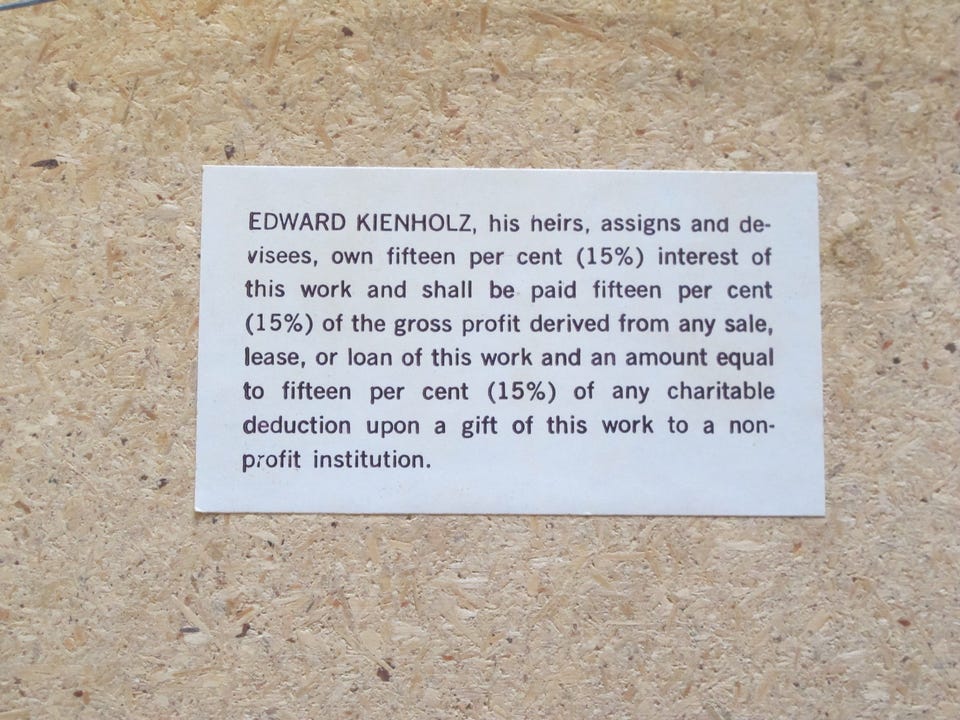 EDWARD KIENHOLZ, his heirs, assigns and de-
visees, own fifteen per cent (15%) interest of
this work and shall be paid fifteen per cent
(15%) of the gross profit derived from any sale,
lease, or loan of this work and an amount equal
to fifteen per cent (15%) of any charitable
deduction upon a gift of this work to a non-
profit institution.